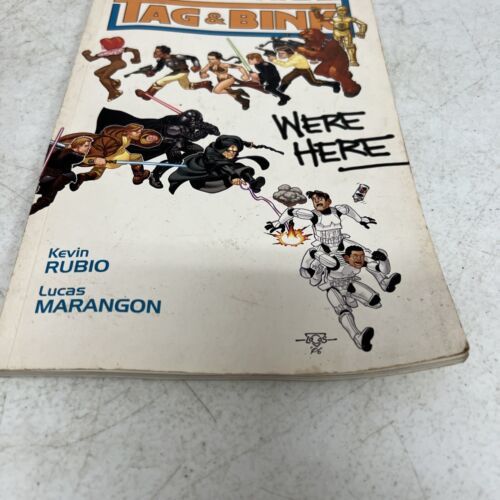 TAG & BINK
WERE
HERE
Kevin
RUBIO
Lucas
MARANGON